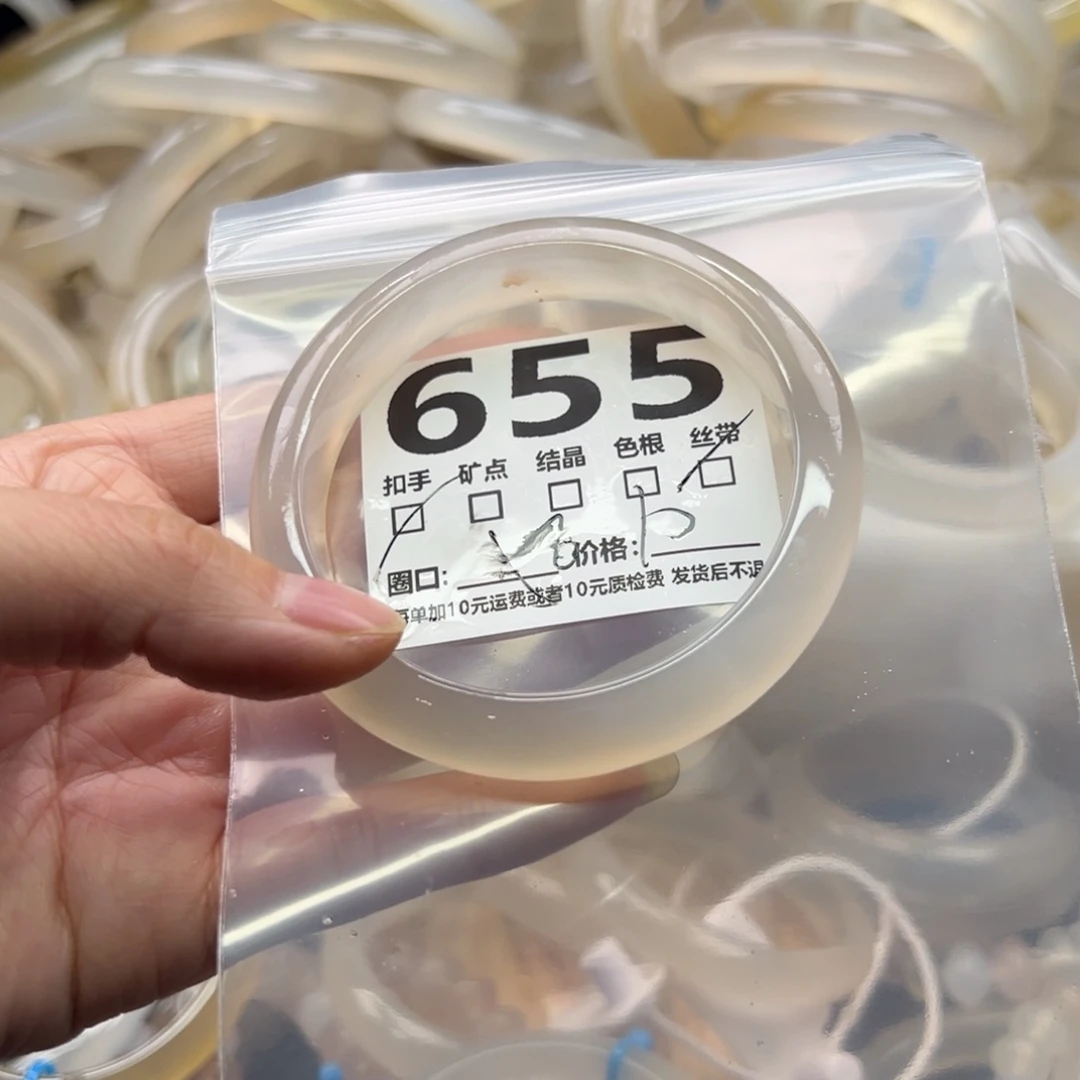 655
扣手 矿点 结晶 色根 丝带
圈口： 价格：
单加10元运费或者10元质检费 发货后不退